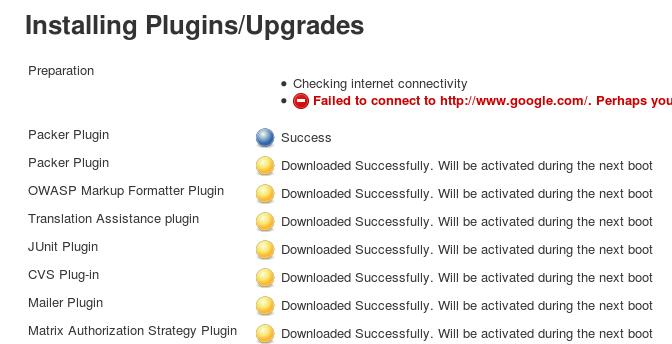 Installing Plugins/Upgrades
Preparation
Checking internet connectivity
Failed to connect to http://www.google.com/. Perhaps you
Packer Plugin Success
Packer Plugin Downloaded Successfully. Will be activated during the next boot
OWASP Markup Formatter Plugin Downloaded Successfully. Will be activated during the next boot
Translation Assistance plugin Downloaded Successfully. Will be activated during the next boot
JUnit Plugin Downloaded Successfully. Will be activated during the next boot
CVS Plug-in Downloaded Successfully. Will be activated during the next boot
Mailer Plugin Downloaded Successfully. Will be activated during the next boot
Matrix Authorization Strategy Plugin Downloaded Successfully. Will be activated during the next boot